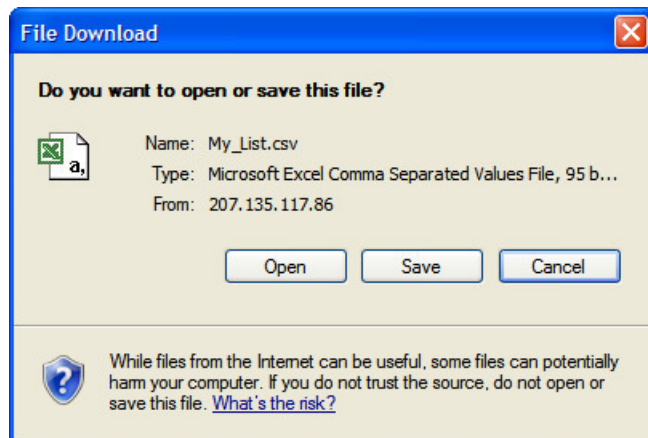 File Download
Do you want to open or save this file?
a,
Name: My_List.csv
Type: Microsoft Excel Comma Separated Values File, 95 b...
From: 207.135.117.86
Open Save Cancel
While files from the Internet can be useful, some files can potentially
harm your computer. If you do not trust the source, do not open or
save this file. What's the risk?